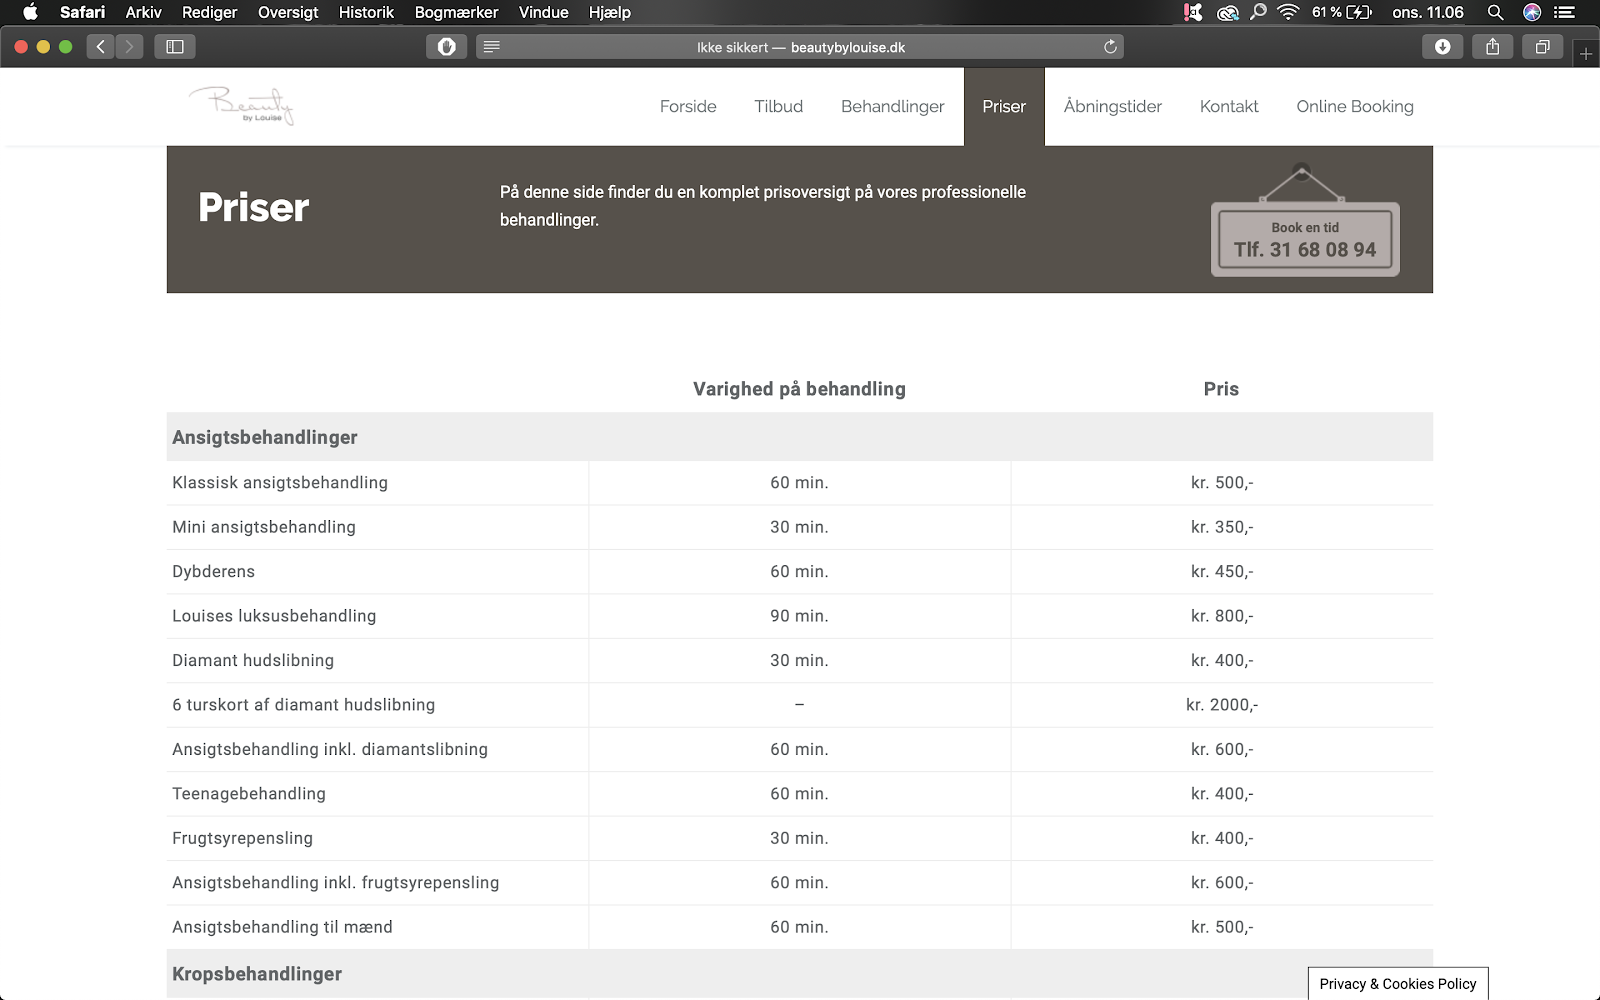 Safari Arkiv Rediger Oversigt Historik Bogmærker Vindue Hjælp 61 % ons. 11.06
Ikke sikkert — beautybylouise.dk
Beauty
by Louise
Forside Tilbud Behandlinger Priser Åbningstider Kontakt Online Booking
Priser
På denne side finder du en komplet prisoversigt på vores professionelle
behandlinger.
Book en tid
Tlf. 31 68 08 94
Varighed på behandling Pris
Ansigtsbehandlinger
Klassisk ansigtsbehandling 60 min. kr. 500,-
Mini ansigtsbehandling 30 min. kr. 350,-
Dybderens 60 min. kr. 450,-
Louises luksusbehandling 90 min. kr. 800,-
Diamant hudslibning 30 min. kr. 400,-
6 turskort af diamant hudslibning – kr. 2000,-
Ansigtsbehandling inkl. diamantslibning 60 min. kr. 600,-
Teenagebehandling 60 min. kr. 400,-
Frugtsyrepensling 30 min. kr. 400,-
Ansigtsbehandling inkl. frugtsyrepensling 60 min. kr. 600,-
Ansigtsbehandling til mænd 60 min. kr. 500,-
Kropsbehandlinger
Privacy & Cookies Policy